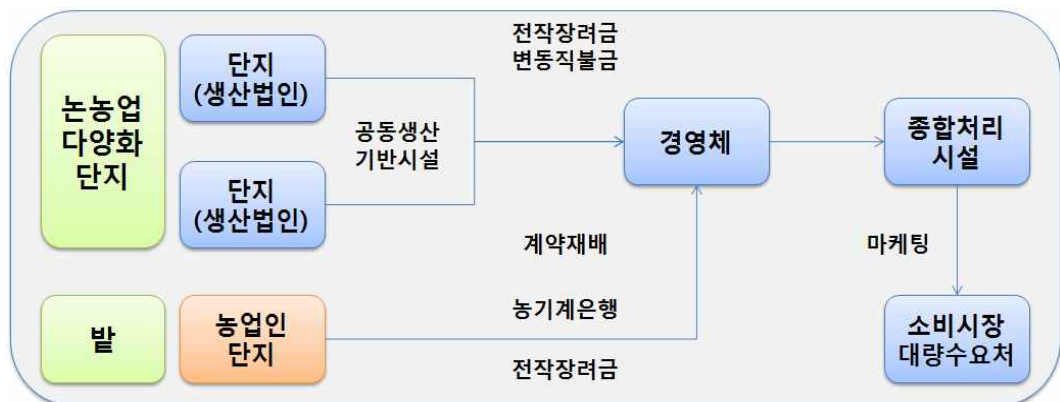 전작장려금
변동직불금
논농업
다양화
단지
단지
(생산법인)
공동생산
기반시설
단지
(생산법인)
경영체
종합처리
시설
계약재배
마케팅
농기계은행
밭
농업인
단지
전작장려금
소비시장
대량수요처